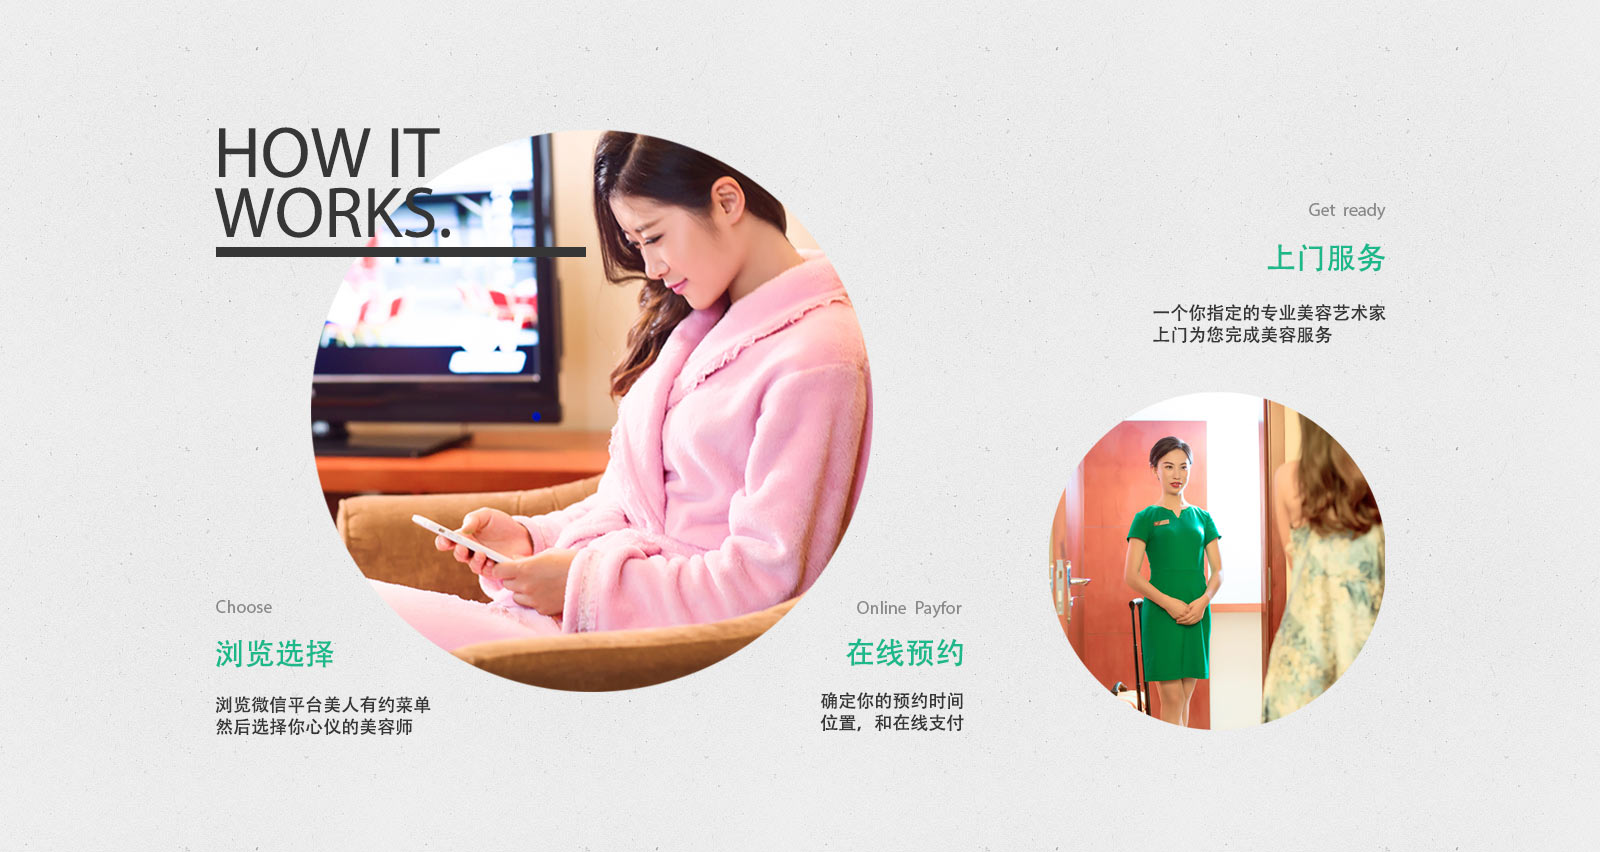 HOW IT
WORKS.
Choose
浏览选择
浏览微信平台美人有约菜单
然后选择你心仪的美容师
Online Payfor
在线预约
确定你的预约时间
位置，和在线支付
Get ready
上门服务
一个你指定的专业美容艺术家
上门为您完成美容服务